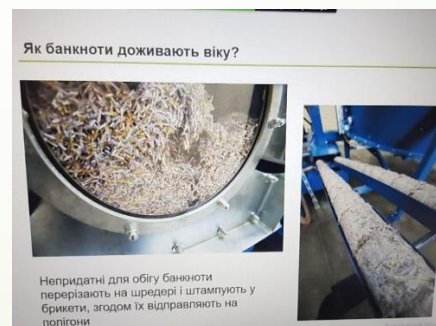 Як банкноти доживають віку?
Непридатні для обігу банкноти
перерізають на шредері і штампують у
брикети, згодом їх відправляють на
полігони